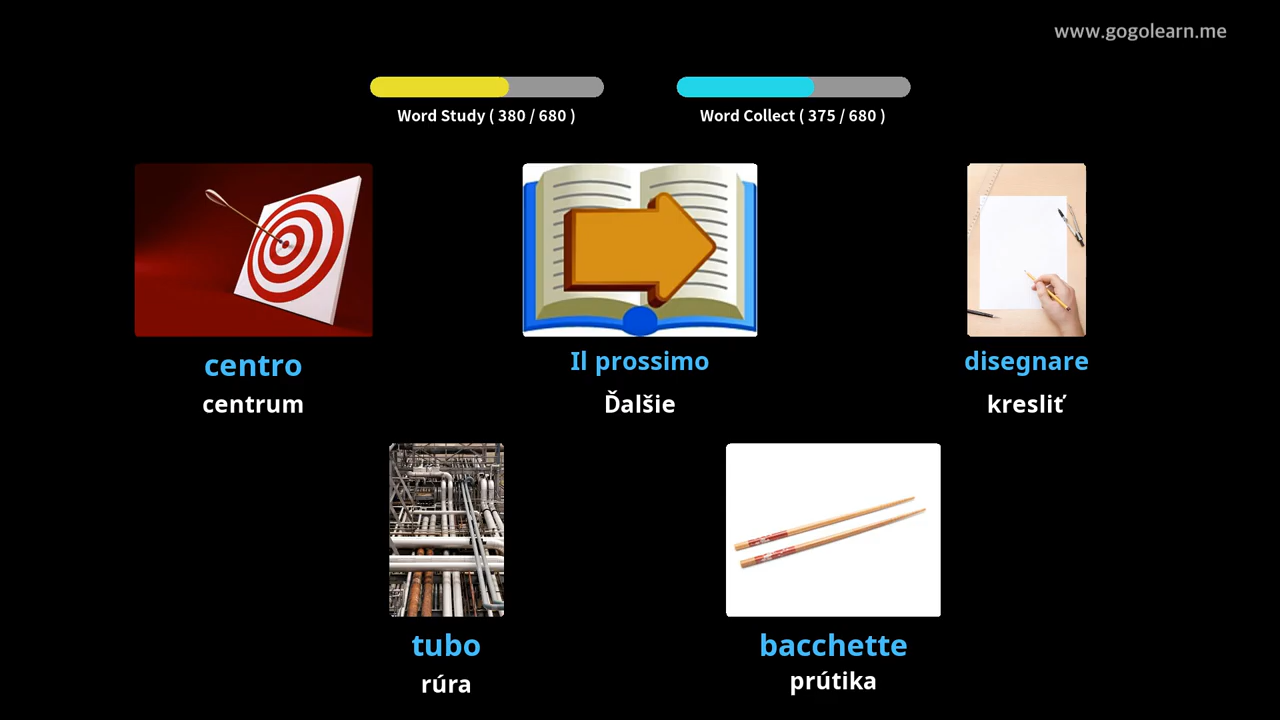 www.gogolearn.me
Word Study ( 380 / 680 )
Word Collect ( 375 / 680 )
centro
centrum
Il prossimo
Ďalšie
disegnare
kresliť
tubo
rúra
bacchette
prútika